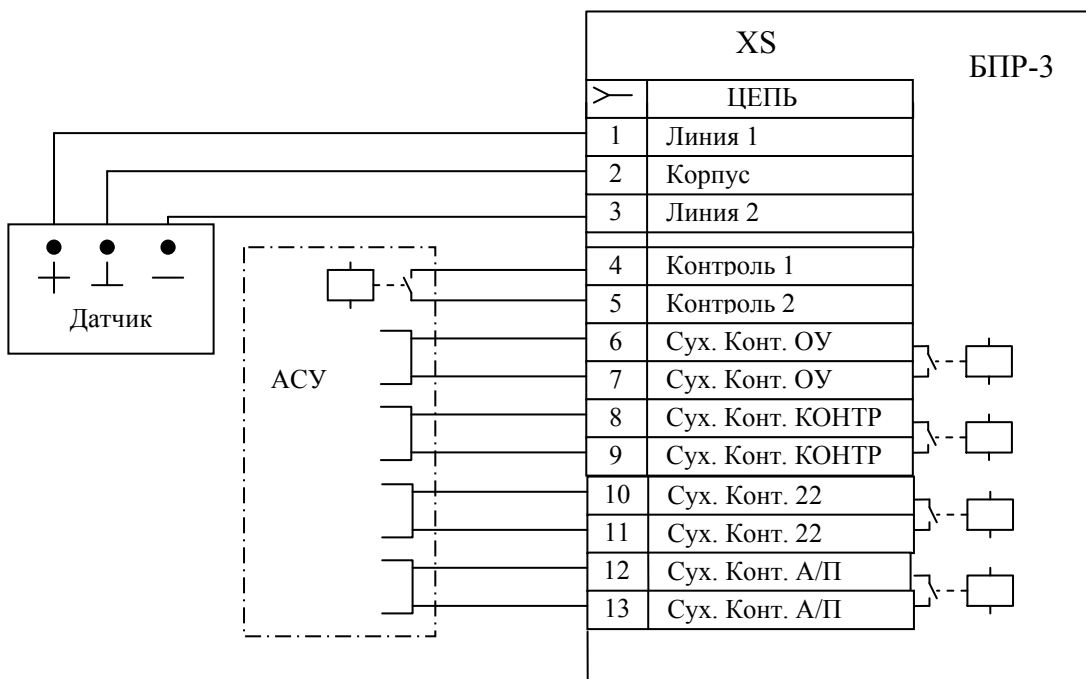 XS
БПР-3
ЦЕПЬ
1 Линия 1
2 Корпус
3 Линия 2
4 Контроль 1
5 Контроль 2
6 Сух. Конт. ОУ
7 Сух. Конт. ОУ
8 Сух. Конт. КОНТР
9 Сух. Конт. КОНТР
10 Сух. Конт. 22
11 Сух. Конт. 22
12 Сух. Конт. А/П
13 Сух. Конт. А/П
Датчик
АСУ